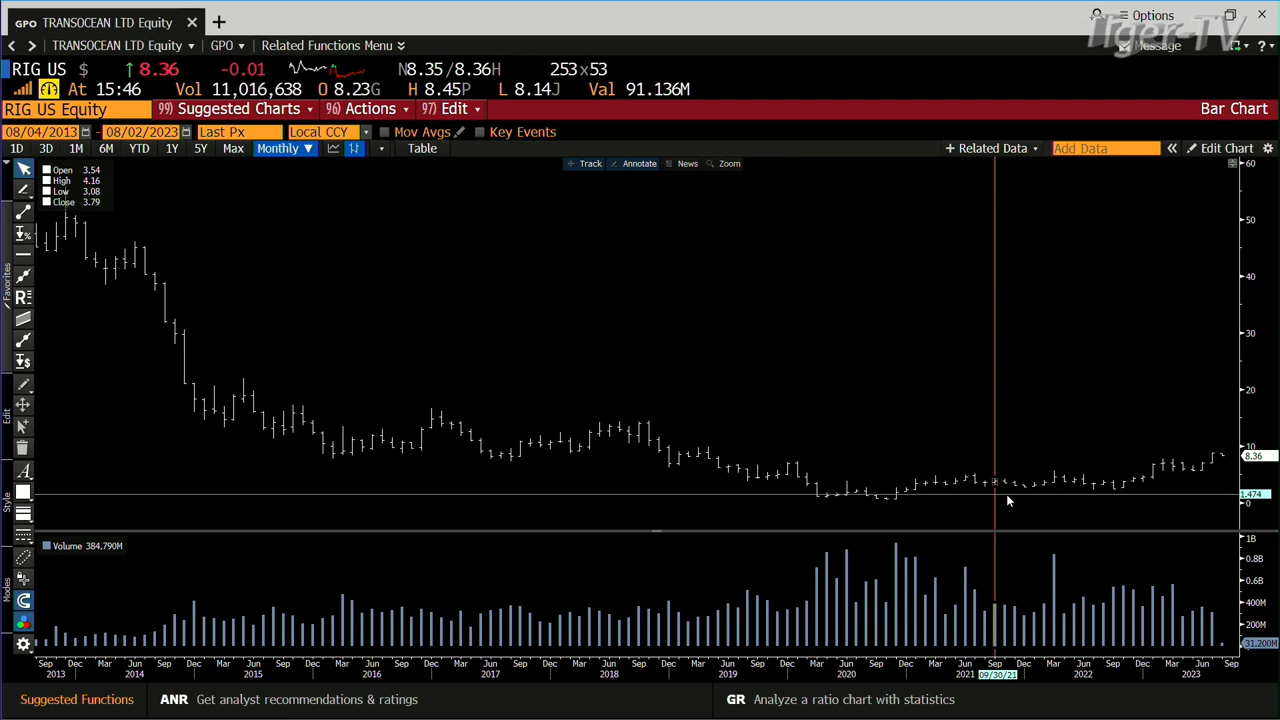 GPO TRANSOCEAN LTD Equity
Options
Tiger-TV
TRANSOCEAN LTD Equity GPO Related Functions Menu Message ?
RIG US $ ↑ 8.36 -0.01 N8.35/8.36H 253×53
At 15:46 Vol 11,016,638 O 8.23G H 8.45P L 8.14J Val 91.136M
RIG US Equity 99) Suggested Charts 96) Actions 97) Edit Bar Chart
08/04/2013 - 08/02/2023 Last Px Local CCY Mov Avgs Key Events
1D 3D 1M 6M YTD 1Y 5Y Max Monthly ▼ Table + Related Data Add Data « Edit Chart
Track Annotate News Zoom
Open 3.54
High 4.16
Low 3.08
Close 3.79
60
50
40
30
20
10
8.36
1.474
0
Favorites
Edit
Style
Modes
Volume 384.790M
1B
0.8B
0.6B
400M
200M
31.200M
Sep Dec Mar Jun Sep Dec Mar Jun Sep Dec Mar Jun Sep Dec Mar Jun Sep Dec Mar Jun Sep Dec Mar Jun Sep Dec Mar Jun Sep Dec Mar Jun Sep Dec Mar Jun Sep Dec Mar Jun Sep
2013 2014 2015 2016 2017 2018 2019 2020 2021 09/30/21 2022 2023
Suggested Functions ANR Get analyst recommendations & ratings GR Analyze a ratio chart with statistics